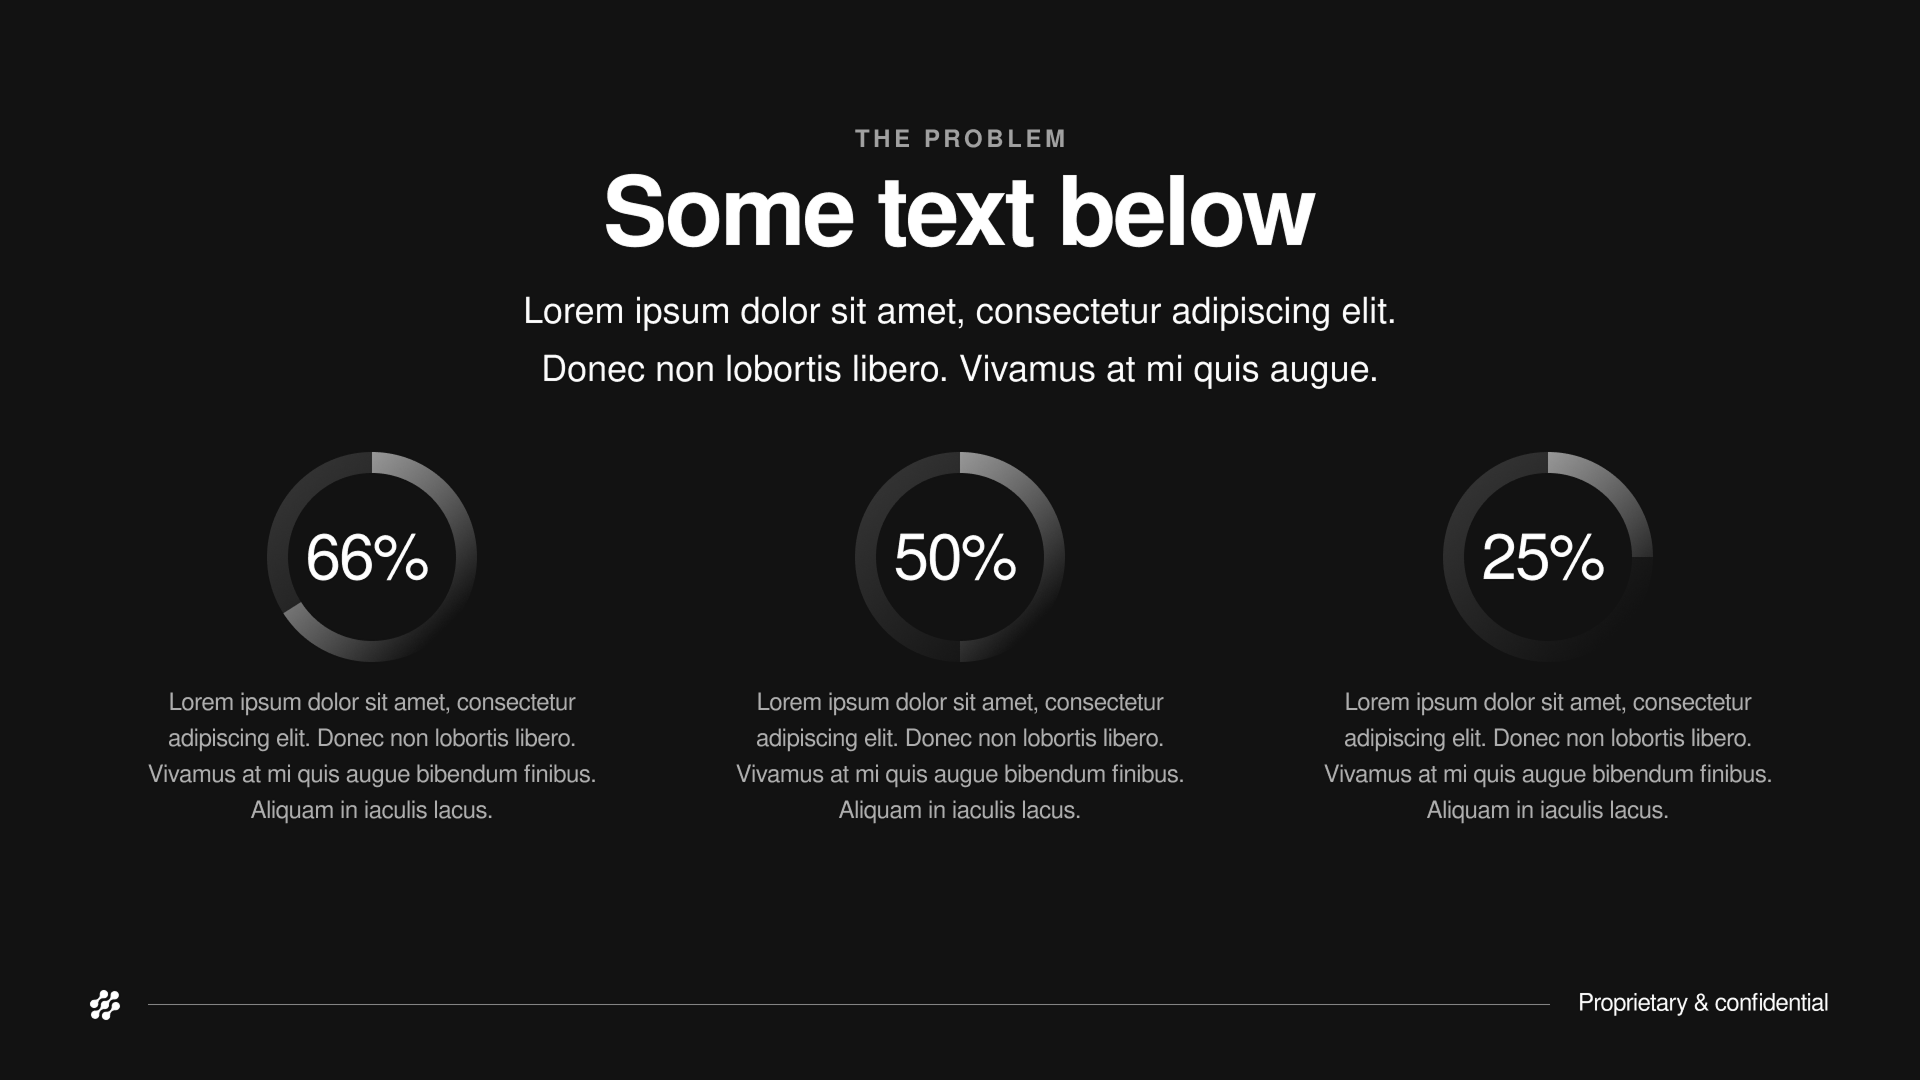 THE PROBLEM
Some text below
Lorem ipsum dolor sit amet, consectetur adipiscing elit.
Donec non lobortis libero. Vivamus at mi quis augue.
66%
50%
25%
Lorem ipsum dolor sit amet, consectetur
adipiscing elit. Donec non lobortis libero.
Vivamus at mi quis augue bibendum finibus.
Aliquam in iaculis lacus.
Lorem ipsum dolor sit amet, consectetur
adipiscing elit. Donec non lobortis libero.
Vivamus at mi quis augue bibendum finibus.
Aliquam in iaculis lacus.
Lorem ipsum dolor sit amet, consectetur
adipiscing elit. Donec non lobortis libero.
Vivamus at mi quis augue bibendum finibus.
Aliquam in iaculis lacus.
Proprietary & confidential